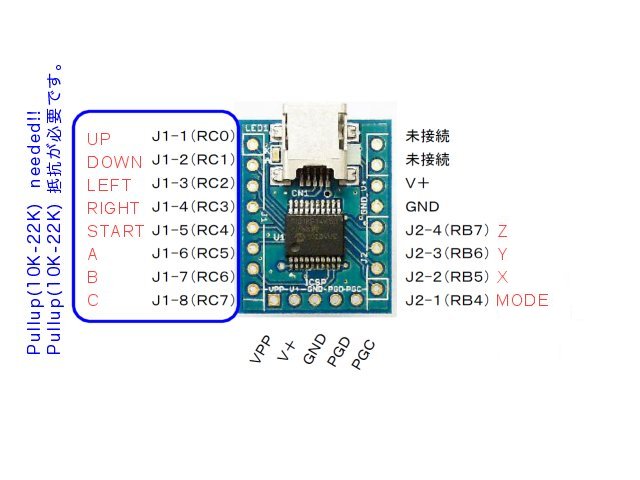 Pullup(10K-22K) needed!!
Pullup(10K-22K) 抵抗が必要です。
UP J1-1(RC0)
DOWN J1-2(RC1)
LEFT J1-3(RC2)
RIGHT J1-4(RC3)
START J1-5(RC4)
A J1-6(RC5)
B J1-7(RC6)
C J1-8(RC7)
LED1
CN1
U1
J1
GND V+
J2
ICSP
VPP-V+-GND-PGD-PGC
未接続
未接続
V+
GND
J2-4(RB7) Z
J2-3(RB6) Y
J2-2(RB5) X
J2-1(RB4) MODE
VPP
V+
GND
PGD
PGC